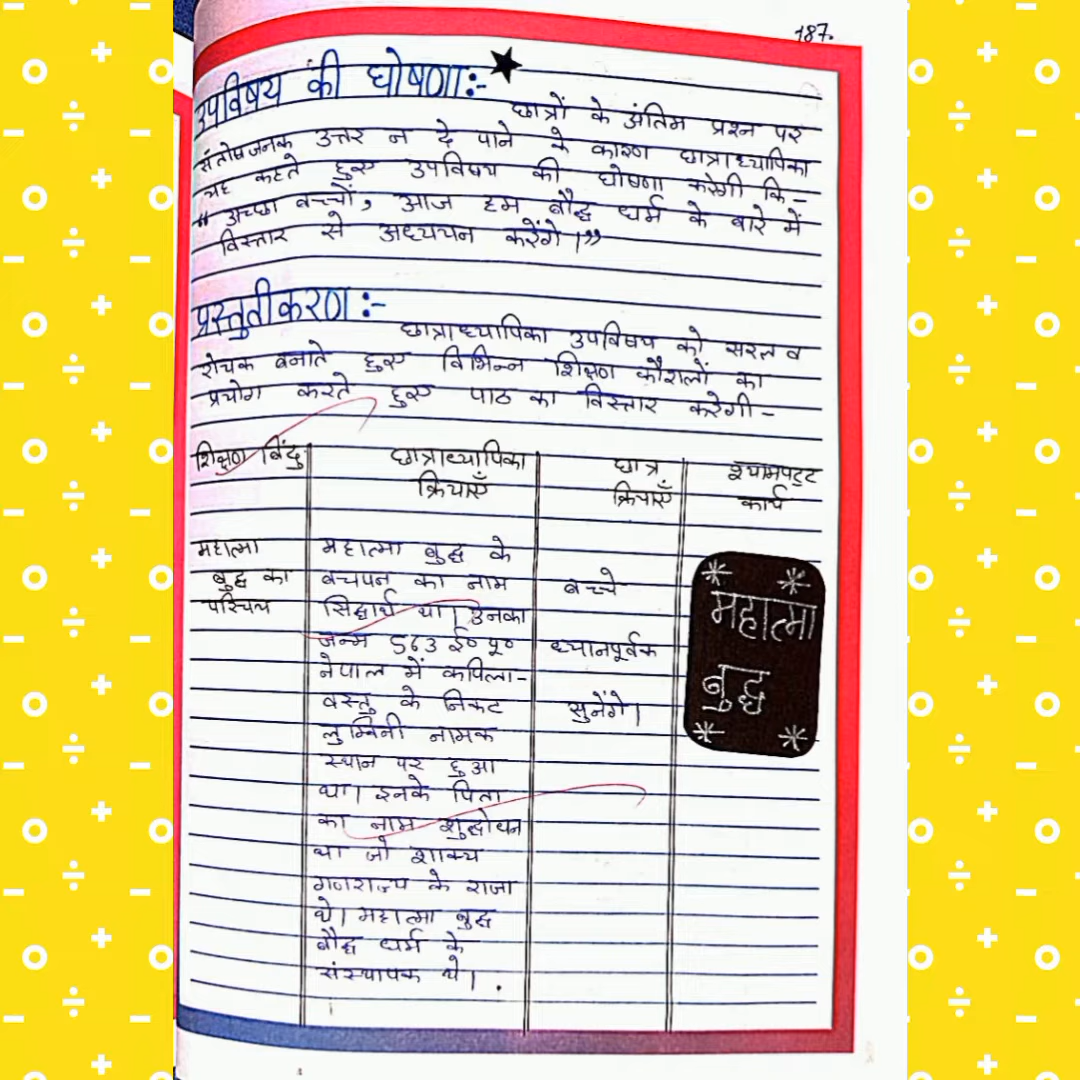 187.
उपविषय की घोषणा:-
छात्रों के अंतिम प्रश्न पर
संतोषजनक उत्तर न दे पाने के कारण छात्राध्यापिका
यह कहते हुए उपविषय की घोषणा करेगी कि-
“अच्छा बच्चों, आज हम बौद्ध धर्म के बारे में
विस्तार से अध्ययन करेंगे।”
प्रस्तुतीकरण:-
छात्राध्यापिका उपविषय को सरल व
रोचक बनाते हुए विभिन्न शिक्षण कौशलों का
प्रयोग करते हुए पाठ का विस्तार करेगी-
शिक्षण बिंदु
छात्राध्यापिका
क्रियाएँ
छात्र
क्रियाएँ
श्यामपट्ट
कार्य
महात्मा
बुद्ध का
परिचय
महात्मा बुद्ध के
बचपन का नाम
सिद्धार्थ था। उनका
जन्म 563 ई० पू०
नेपाल में कपिला-
वस्तु के निकट
लुम्बिनी नामक
स्थान पर हुआ
था। इनके पिता
का नाम शुद्धोधन
था जो शाक्य
गणराज्य के राजा
थे। महात्मा बुद्ध
बौद्ध धर्म के
संस्थापक थे।
बच्चे
ध्यानपूर्वक
सुनेंगे।
महात्मा
बुद्ध